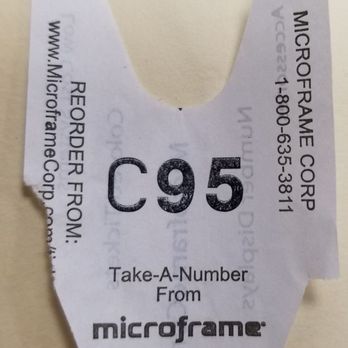 REORDER FROM:
www.MicroframeCorp.com/
MICROFRAME CORP
1-800-635-3811
C95
Take-A-Number
From
microframe